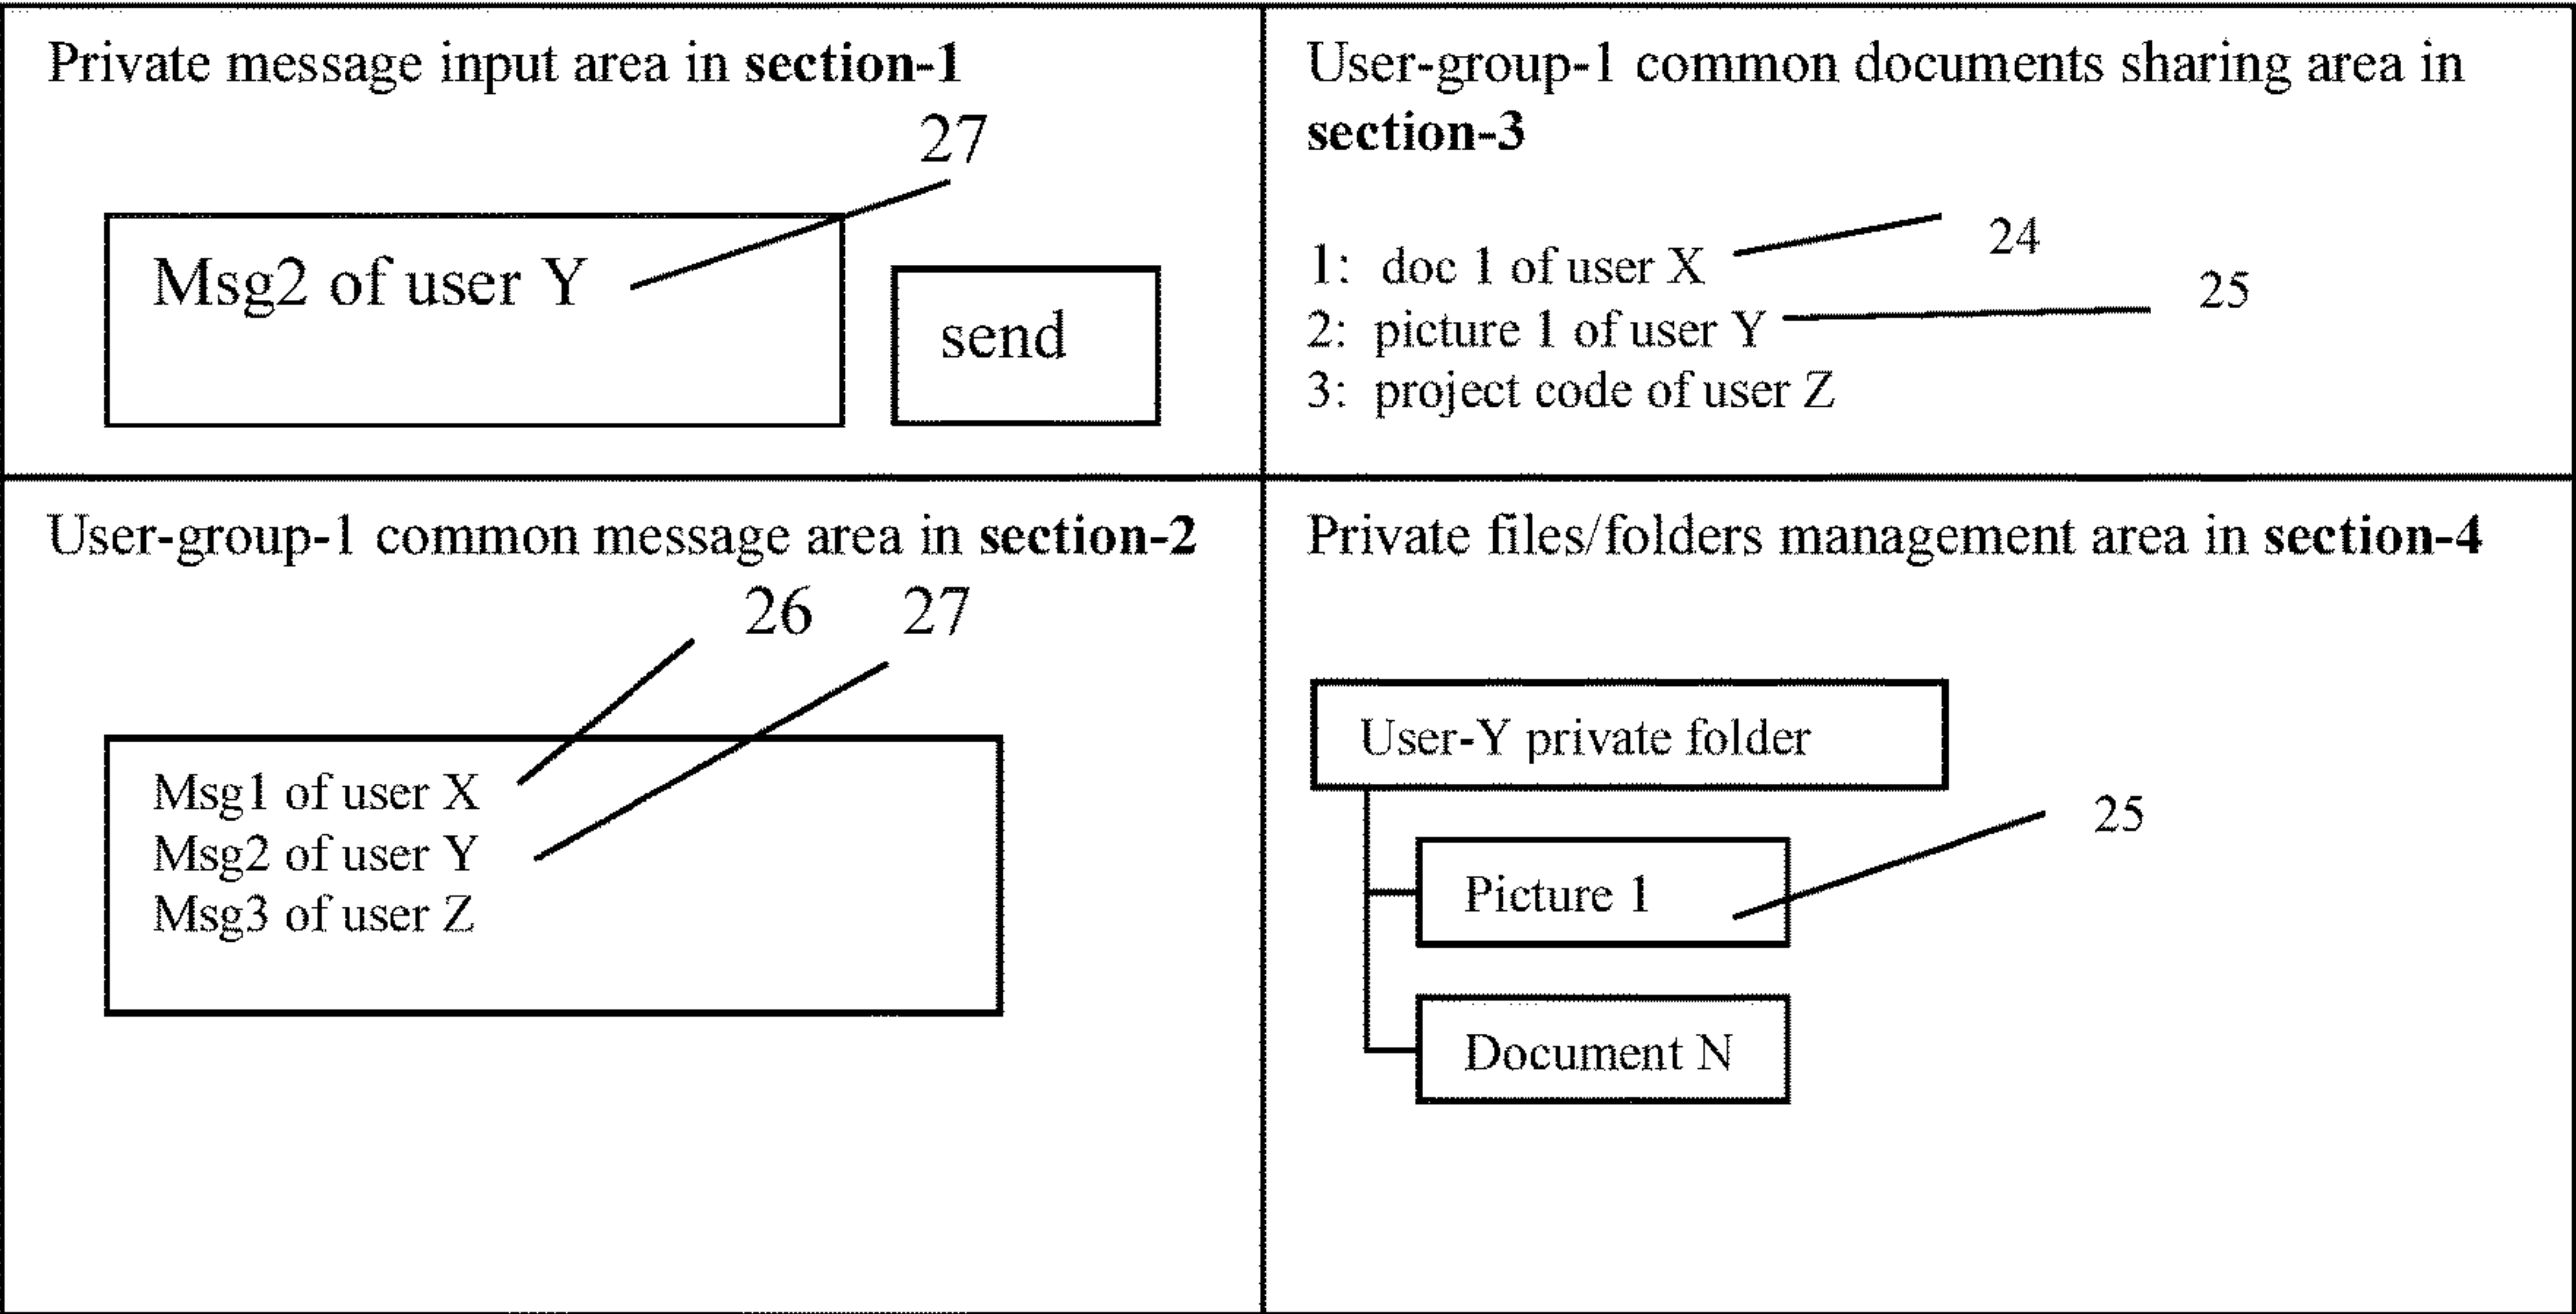 Private message input area in section-1
27
Msg2 of user Y
send
User-group-1 common documents sharing area in
section-3
24
1: doc 1 of user X
25
2: picture 1 of user Y
3: project code of user Z
User-group-1 common message area in section-2
26 27
Msg1 of user X
Msg2 of user Y
Msg3 of user Z
Private files/folders management area in section-4
User-Y private folder
25
Picture 1
Document N